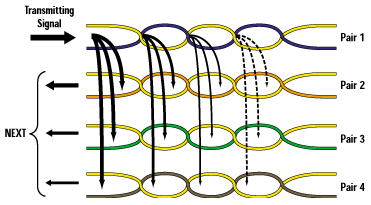 Transmitting
Signal
Pair 1
Pair 2
NEXT
Pair 3
Pair 4